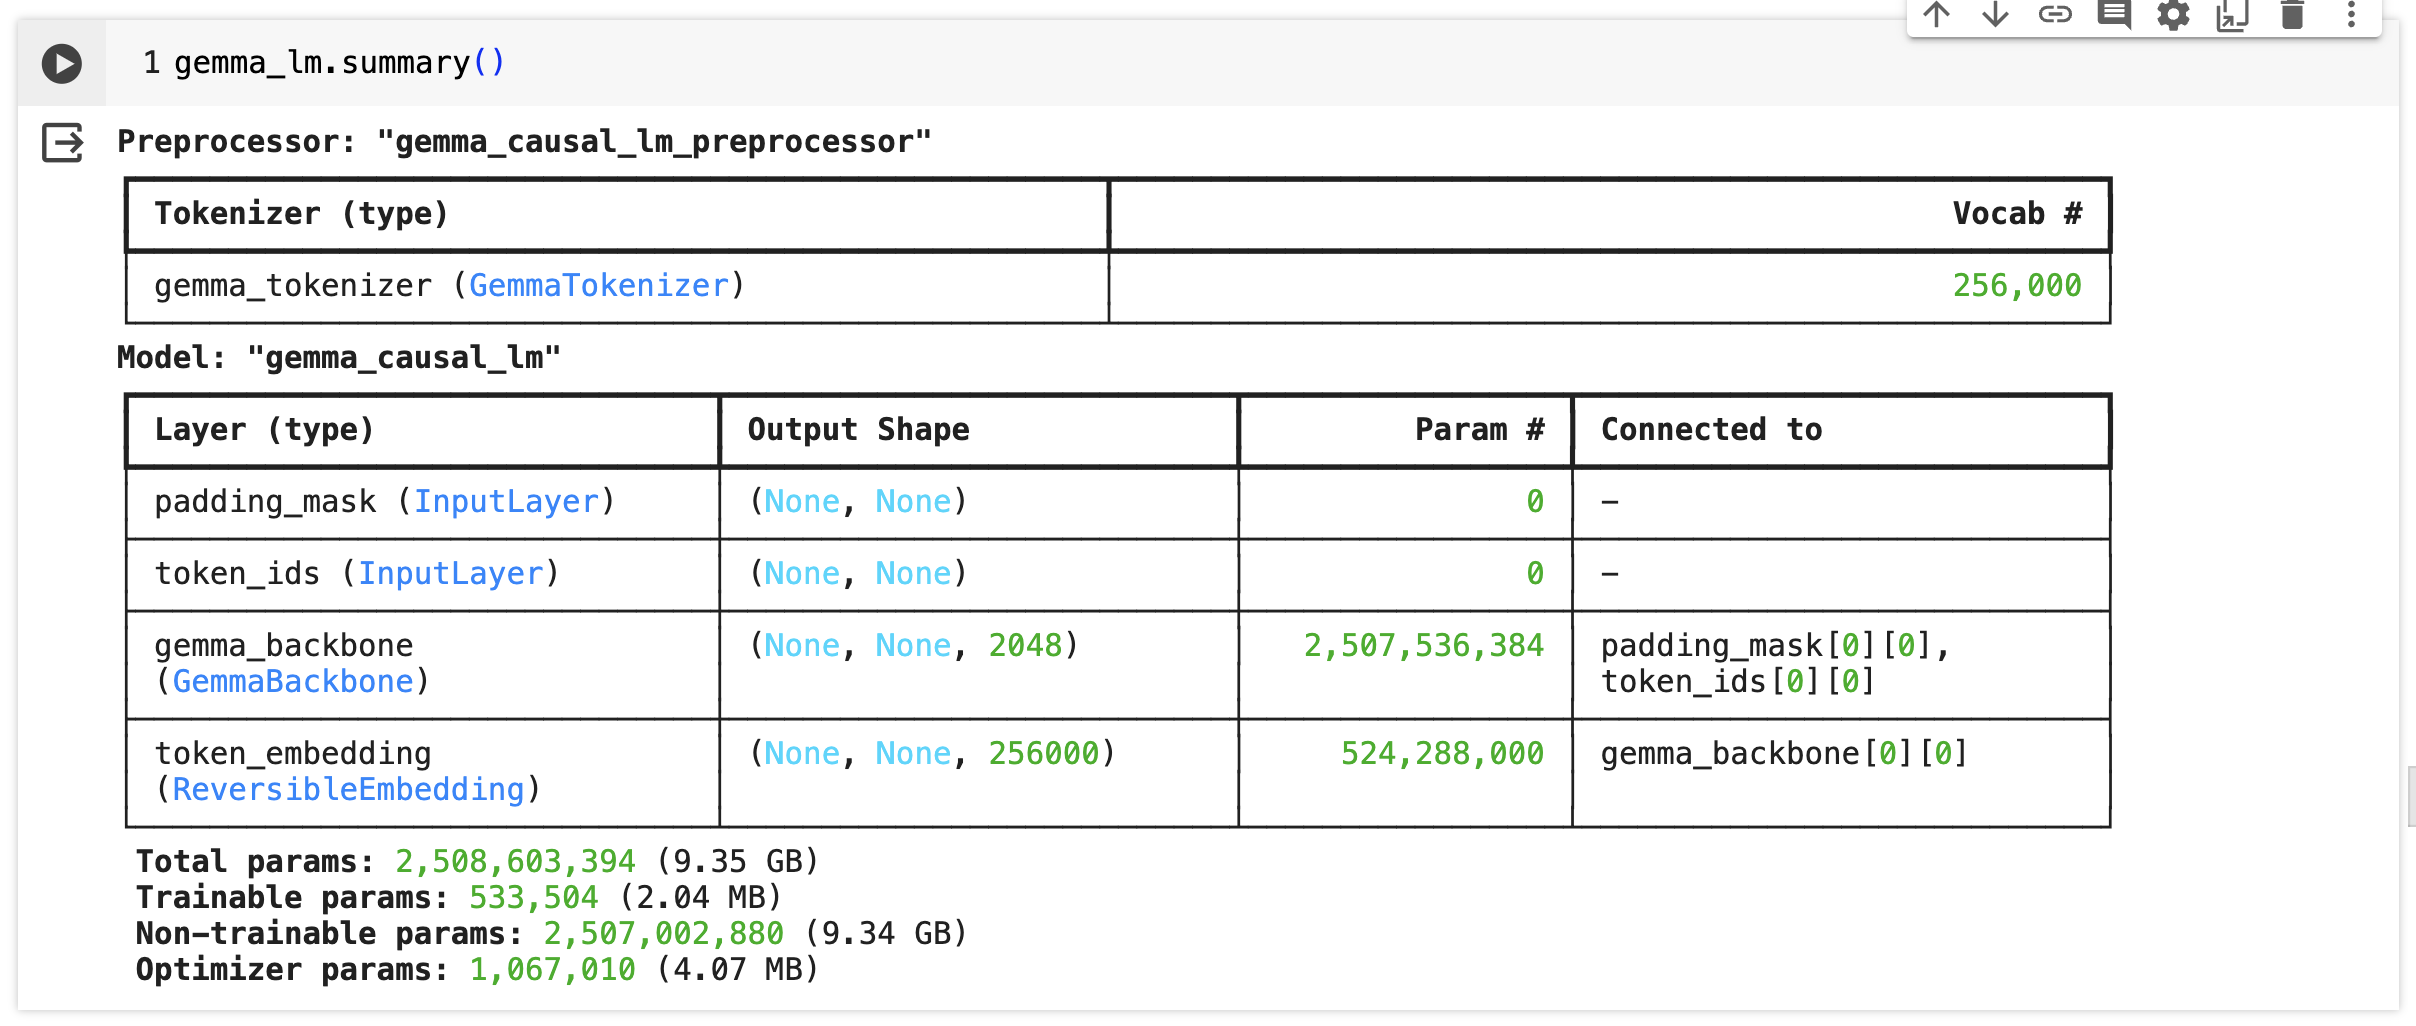 1 gemma_lm.summary()
Preprocessor: "gemma_causal_lm_preprocessor"
Tokenizer (type) Vocab #
gemma_tokenizer (GemmaTokenizer) 256,000
Model: "gemma_causal_lm"
Layer (type) Output Shape Param # Connected to
padding_mask (InputLayer) (None, None) 0 –
token_ids (InputLayer) (None, None) 0 –
gemma_backbone (None, None, 2048) 2,507,536,384 padding_mask[0][0],
(GemmaBackbone) token_ids[0][0]
token_embedding (None, None, 256000) 524,288,000 gemma_backbone[0][0]
(ReversibleEmbedding)
Total params: 2,508,603,394 (9.35 GB)
Trainable params: 533,504 (2.04 MB)
Non-trainable params: 2,507,002,880 (9.34 GB)
Optimizer params: 1,067,010 (4.07 MB)